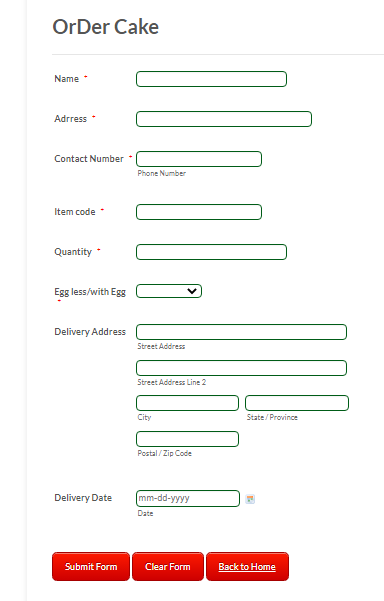 OrDer Cake
Name *
Adrress *
Contact Number *
Phone Number
Item code *
Quantity *
Egg less/with Egg
*
Delivery Address
Street Address
Street Address Line 2
City State / Province
Postal / Zip Code
Delivery Date mm-dd-yyyy
Date
Submit Form Clear Form Back to Home